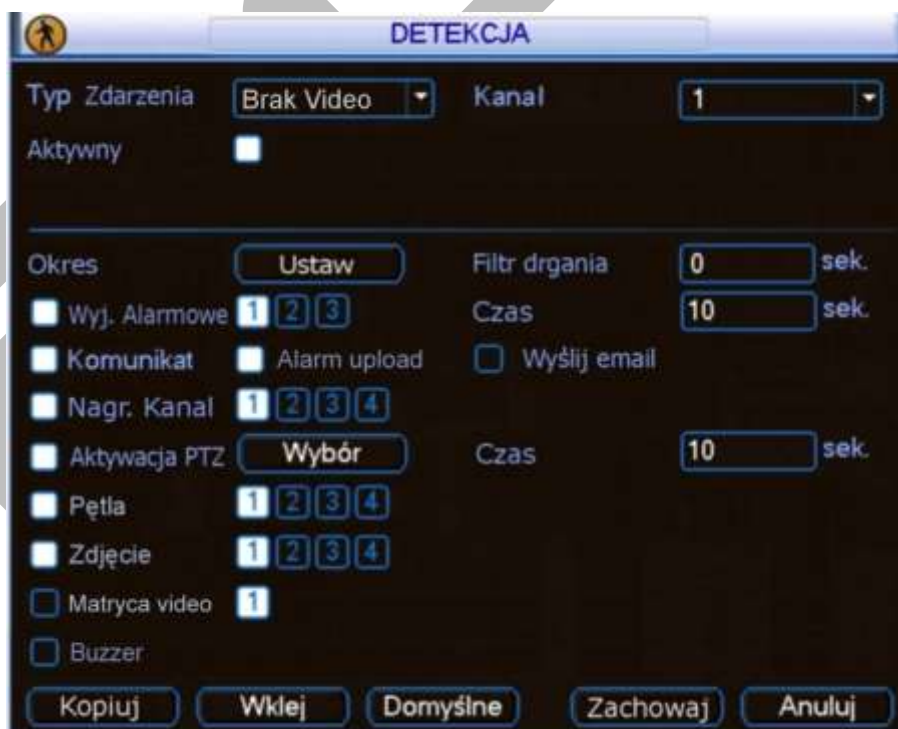 DETEKCJA
Typ Zdarzenia Brak Video Kanal 1
Aktywny
Okres Ustaw Filtr drgania 0 sek.
Wyj. Alarmowe 1 2 3 Czas 10 sek.
Komunikat Alarm upload Wyślij email
Nagr. Kanal 1 2 3 4
Aktywacja PTZ Wybór Czas 10 sek.
Pętla 1 2 3 4
Zdjęcie 1 2 3 4
Matryca video 1
Buzzer
Kopiuj Wklej Domyślne Zachowaj Anuluj